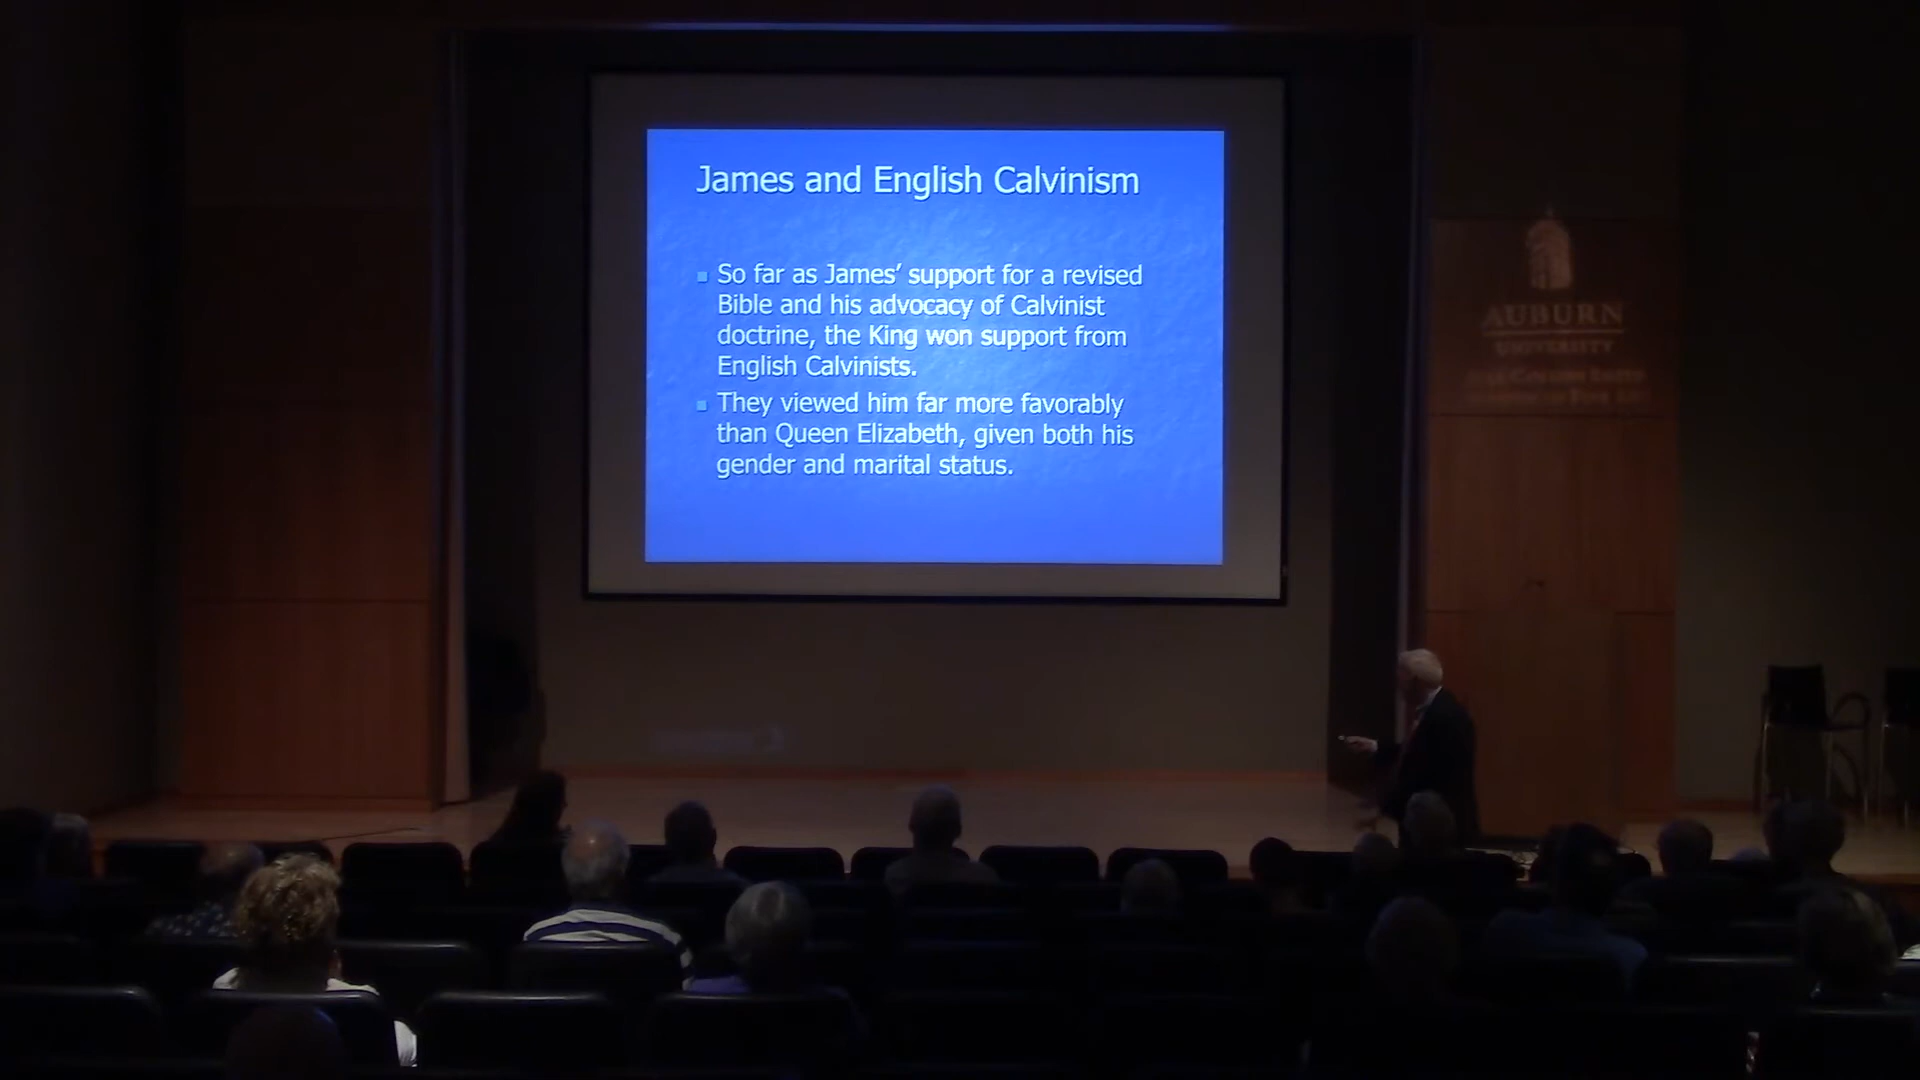 James and English Calvinism
So far as James' support for a revised
Bible and his advocacy of Calvinist
doctrine, the King won support from
English Calvinists.
They viewed him far more favorably
than Queen Elizabeth, given both his
gender and marital status.
AUBURN
UNIVERSITY